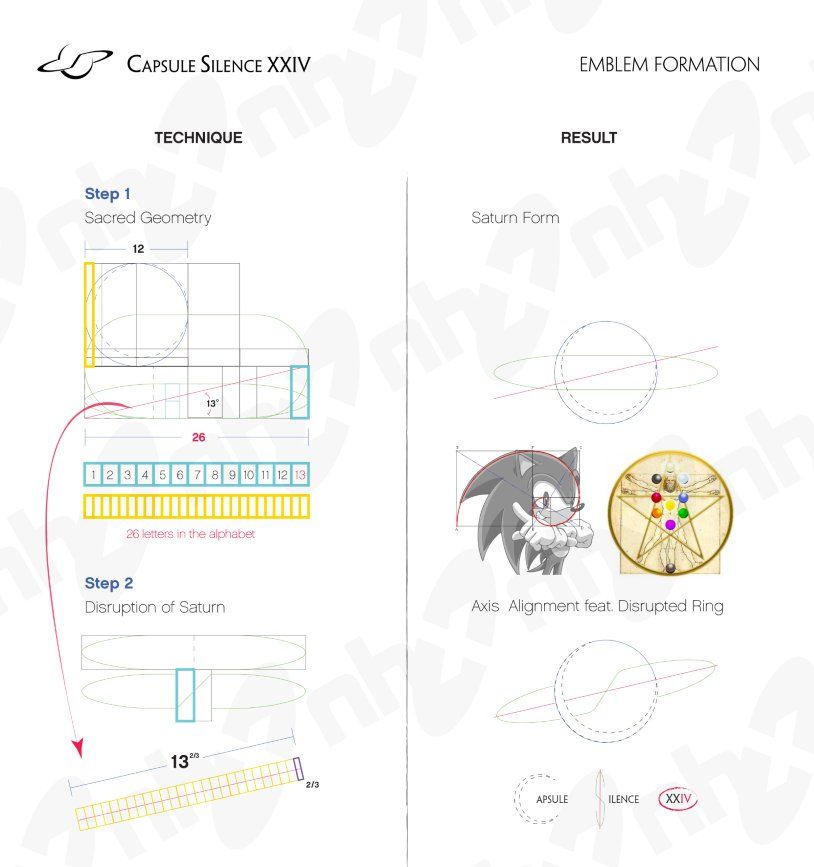 CAPSULE SILENCE XXIV
EMBLEM FORMATION
TECHNIQUE
RESULT
Step 1
Sacred Geometry
12
13°
26
1 2 3 4 5 6 7 8 9 10 11 12 13
26 letters in the alphabet
Step 2
Disruption of Saturn
13 2/3
2/3
Saturn Form
Axis Alignment feat. Disrupted Ring
APSULE
ILENCE
XXIV